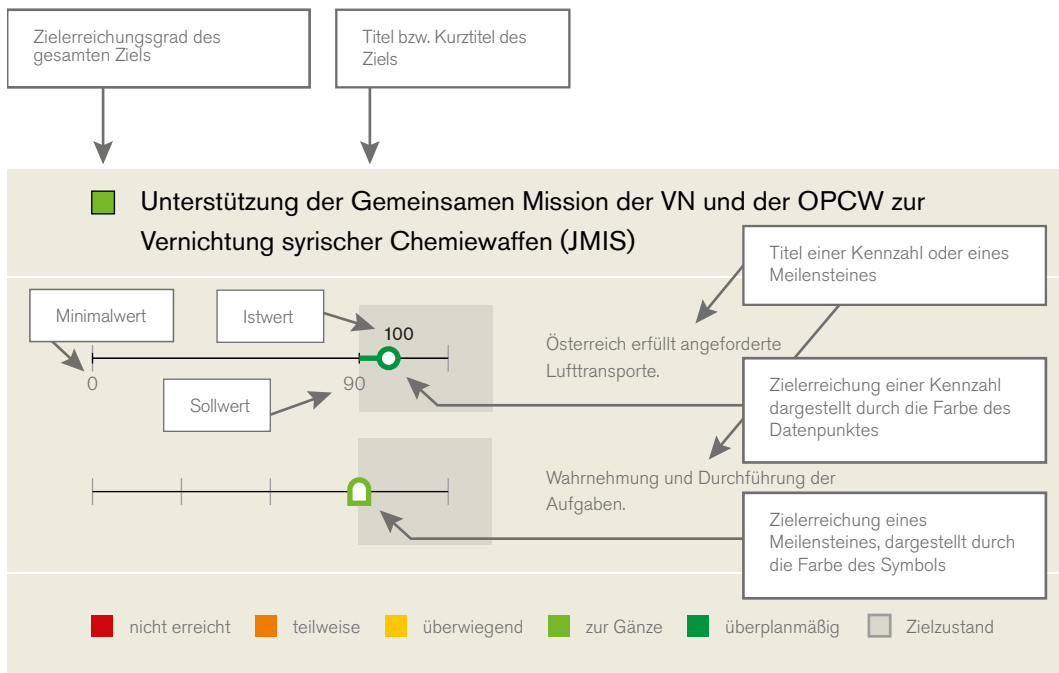 Zielerreichungsgrad des
gesamten Ziels
Titel bzw. Kurztitel des
Ziels
Unterstützung der Gemeinsamen Mission der VN und der OPCW zur
Vernichtung syrischer Chemiewaffen (JMIS)
Titel einer Kennzahl oder eines
Meilensteines
Minimalwert
Istwert
100
0
90
Sollwert
Österreich erfüllt angeforderte
Lufttransporte.
Zielerreichung einer Kennzahl
dargestellt durch die Farbe des
Datenpunktes
Wahrnehmung und Durchführung der
Aufgaben.
Zielerreichung eines
Meilensteines, dargestellt durch
die Farbe des Symbols
nicht erreicht
teilweise
überwiegend
zur Gänze
überplanmäßig
Zielzustand